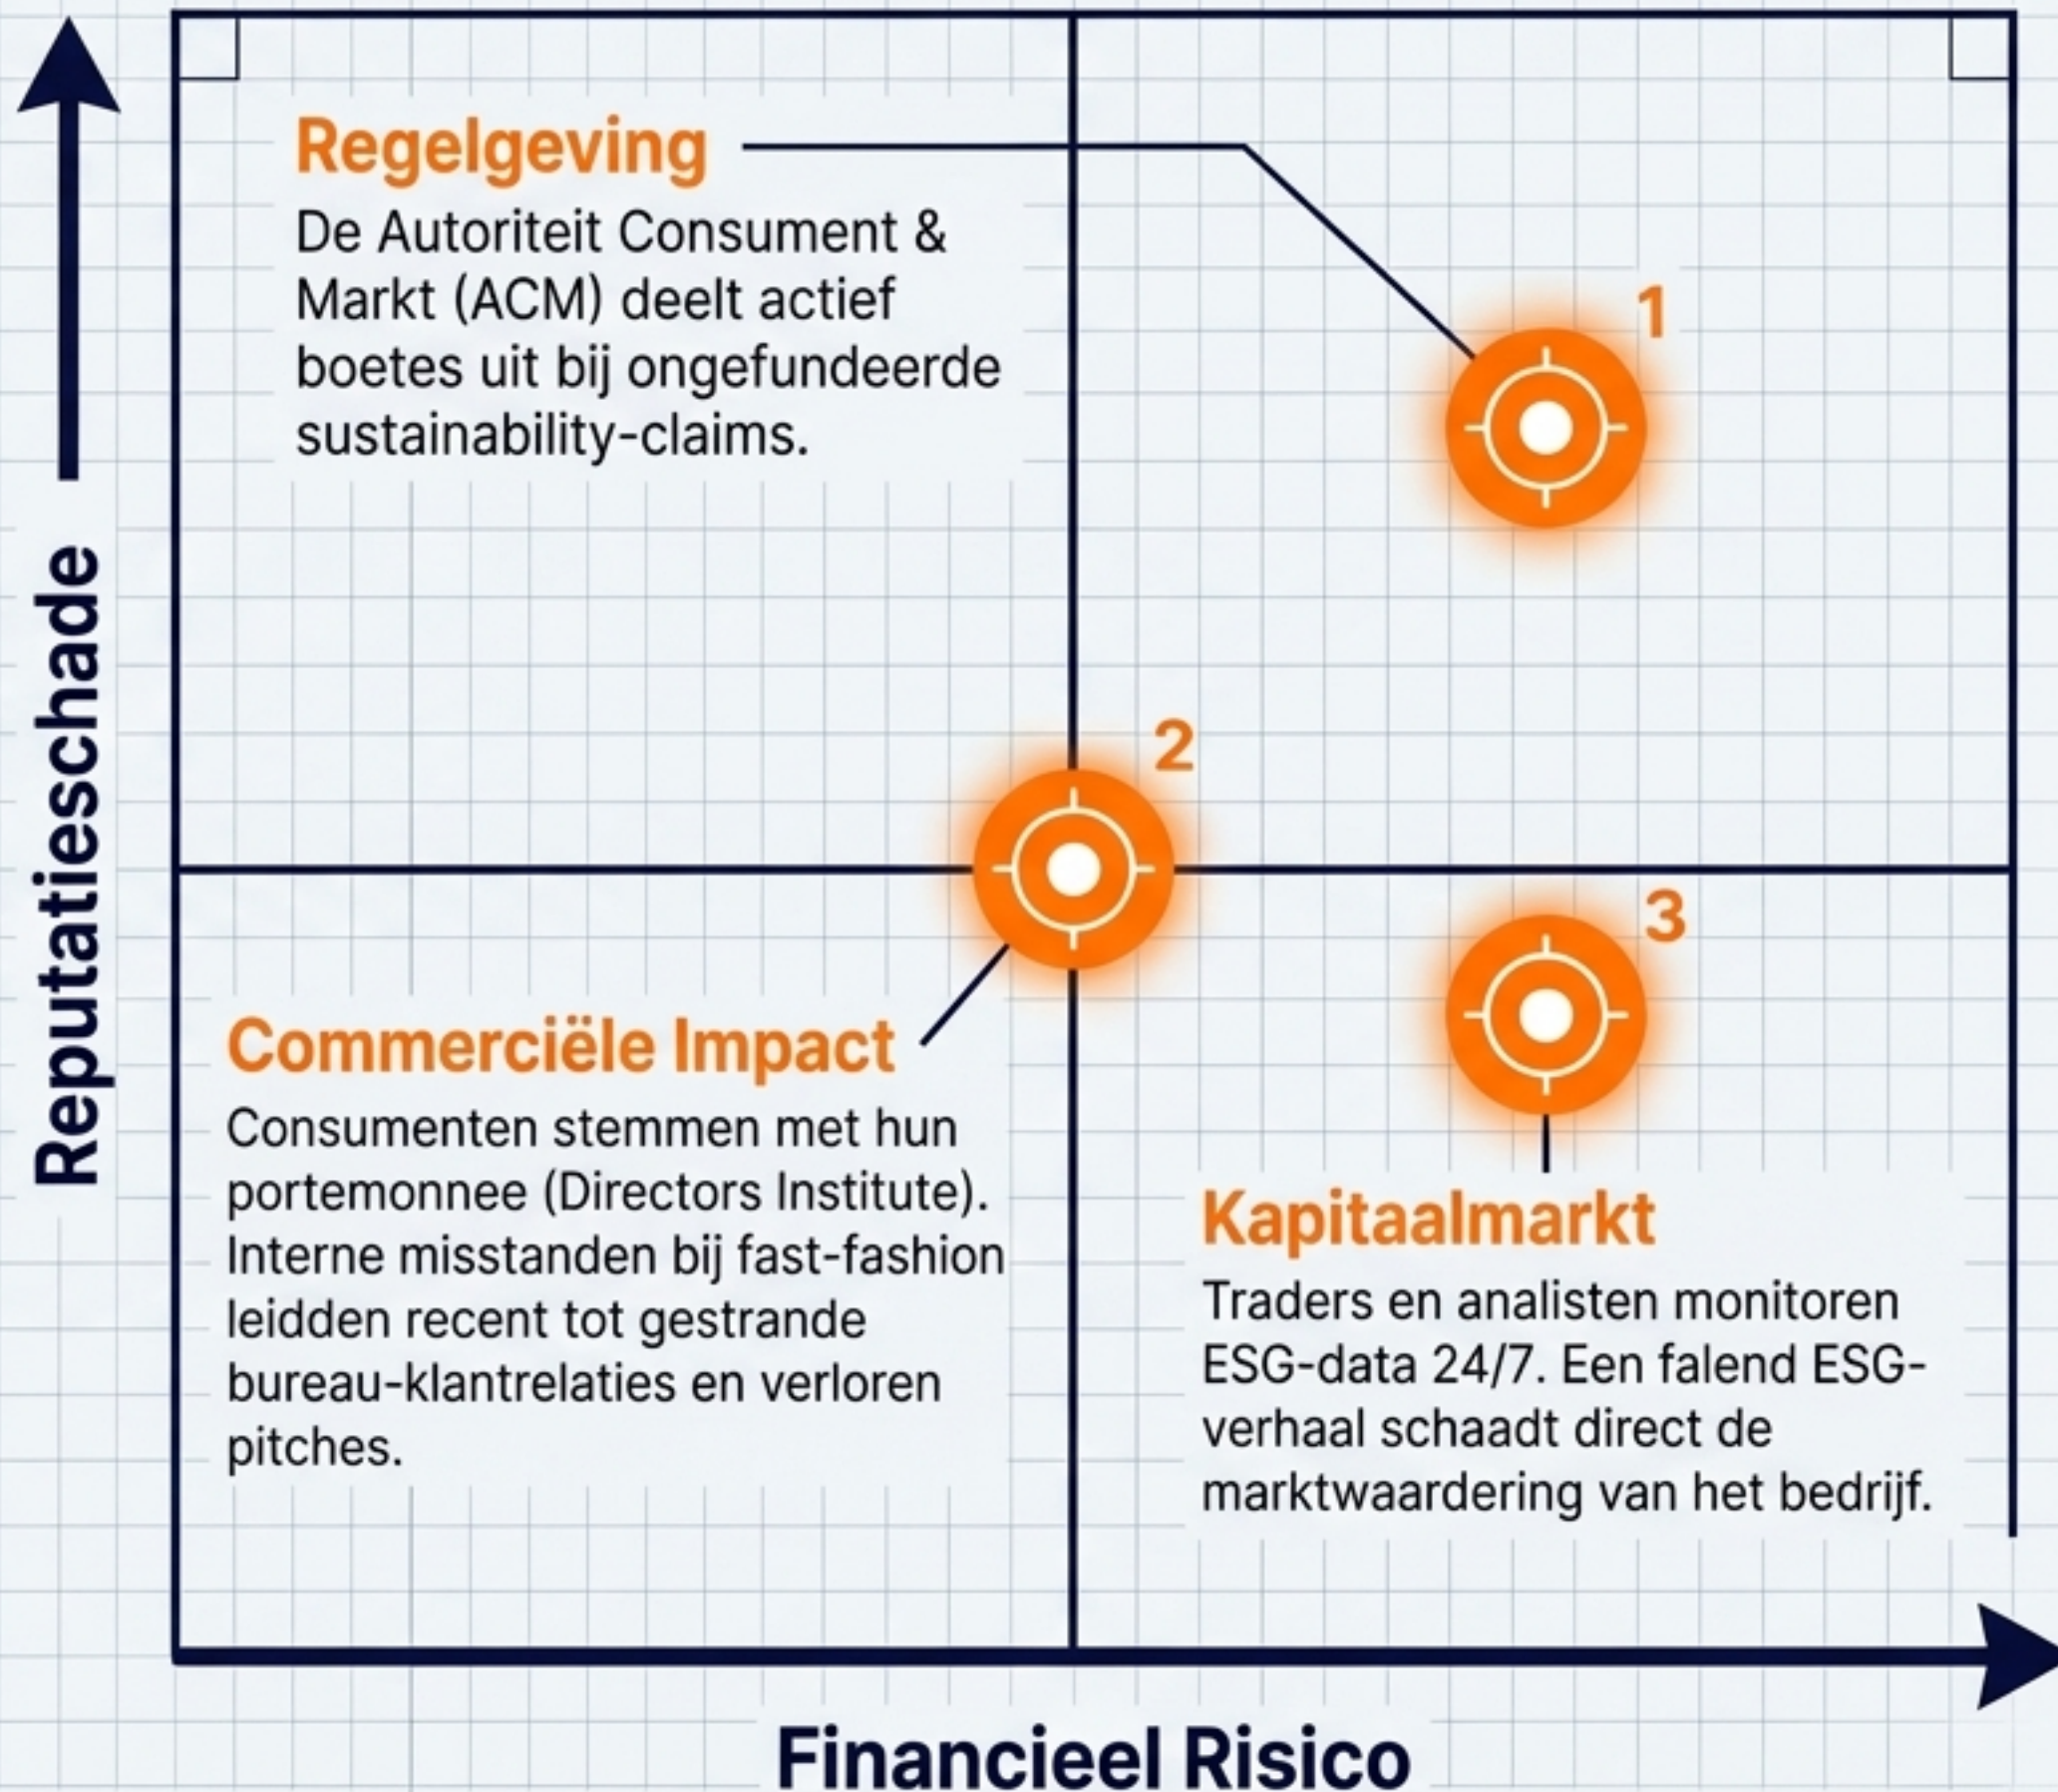 Regelgeving
De Autoriteit Consument &
Markt (ACM) deelt actief
boetes uit bij ongefundeerde
sustainability-claims.
1
2
3
Reputatieschade
Commerciële Impact
Consumenten stemmen met hun
portemonnee (Directors Institute).
Interne misstanden bij fast-fashion
leidden recent tot gestrande
bureau-klantrelaties en verloren
pitches.
Kapitaalmarkt
Traders en analisten monitoren
ESG-data 24/7. Een falend ESG-
verhaal schaadt direct de
marktwaardering van het bedrijf.
Financieel Risico